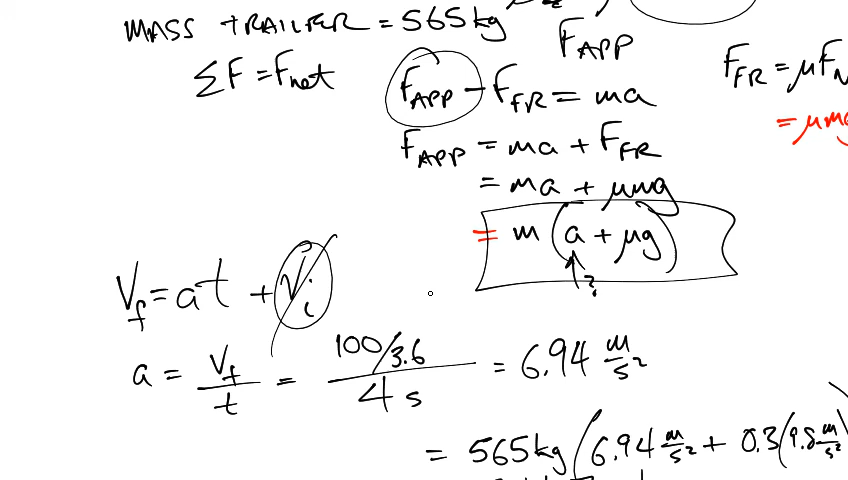 MASS TRAILER = 565kg
F_APP
ΣF = F_net
F_APP - F_FR = ma
F_FR = μF_N
= μmg
F_APP = ma + F_FR
= ma + μmg
= m(a + μg)
?
V_f = at + V_i
a = V_f/t = (100/3.6)/(4 s) = 6.94 m/s²
= 565kg (6.94 m/s² + 0.3(9.8 m/s²)